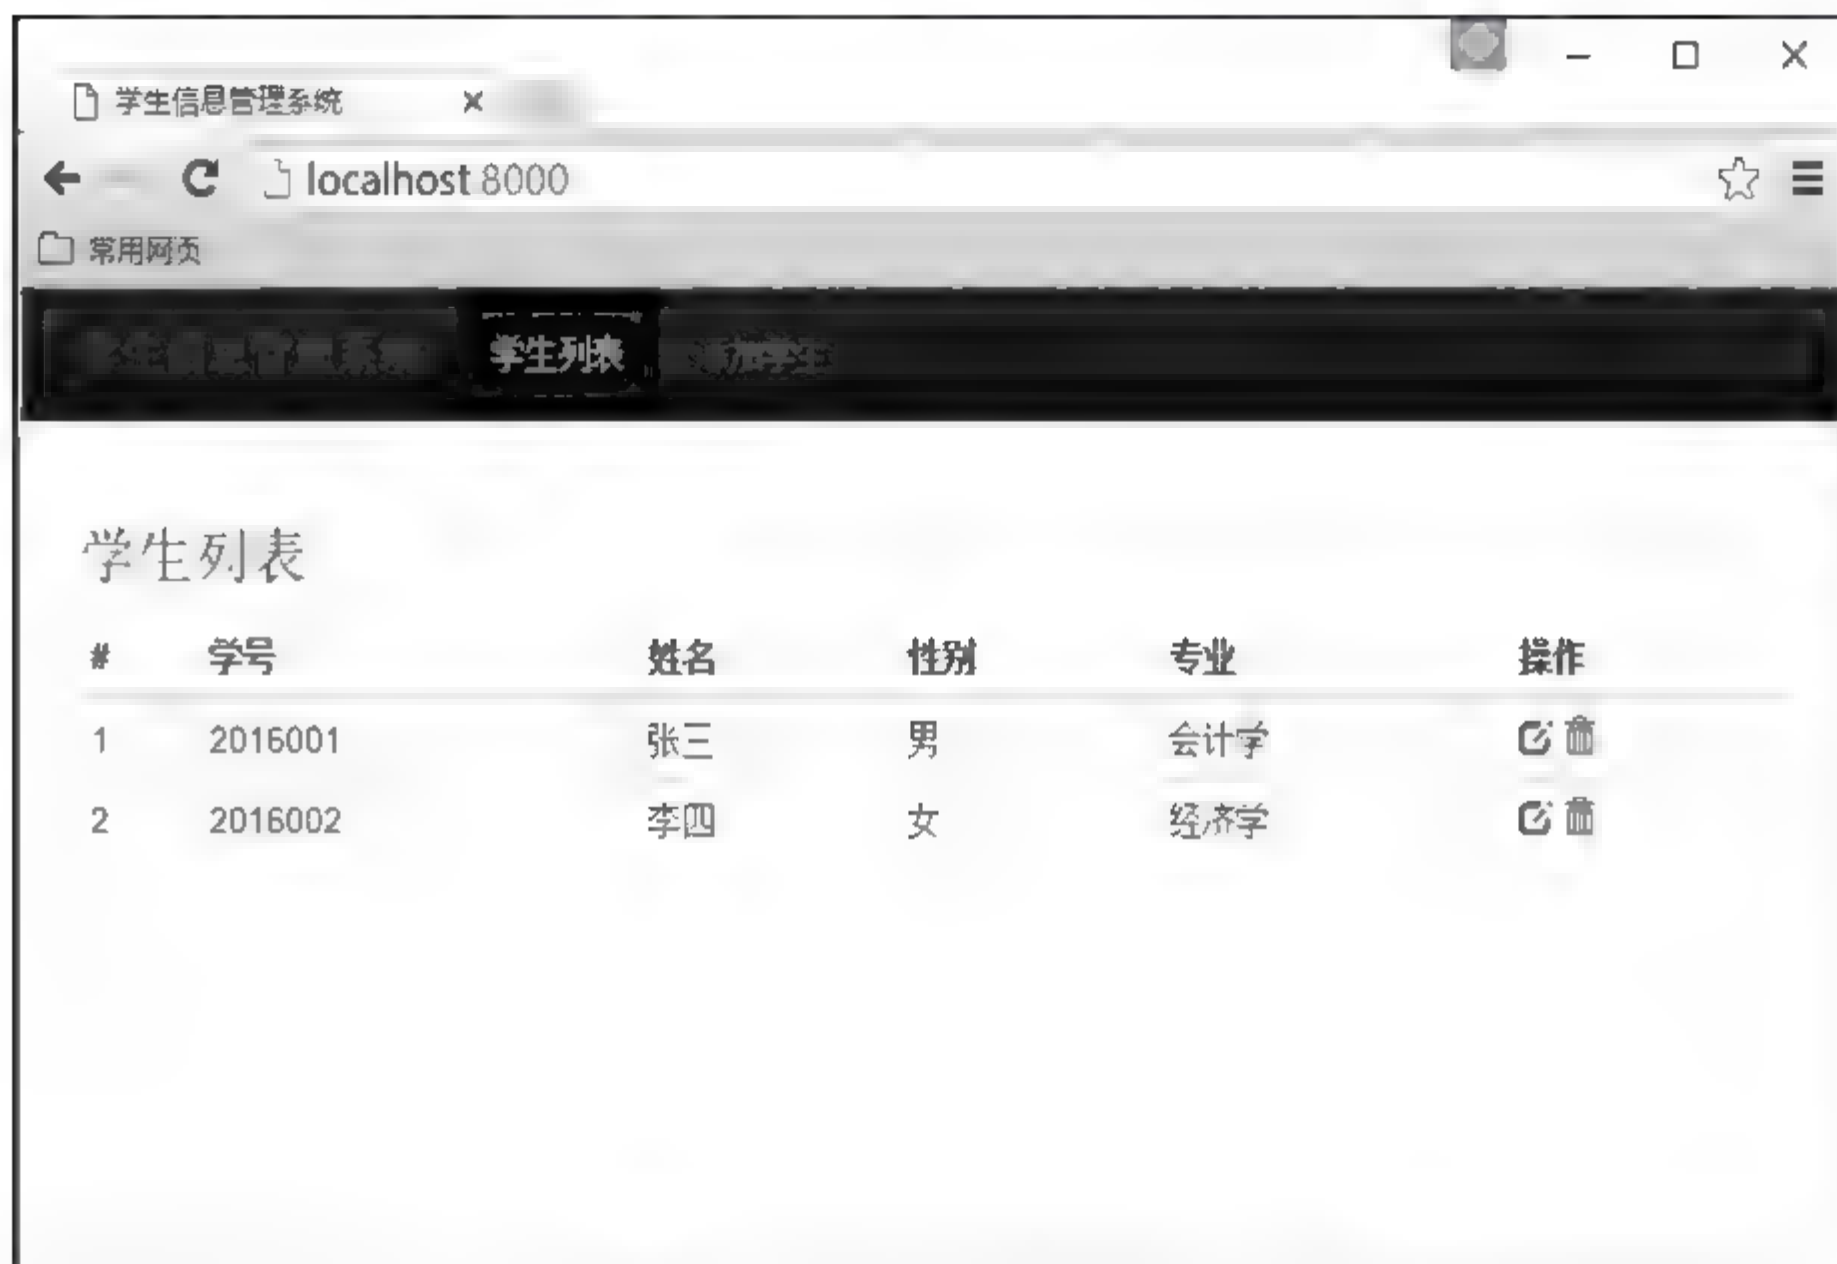 学生信息管理系统
localhost:8000
常用网页
学生列表
学生列表
# 学号 姓名 性别 专业 操作
1 2016001 张三 男 会计学
2 2016002 李四 女 经济学